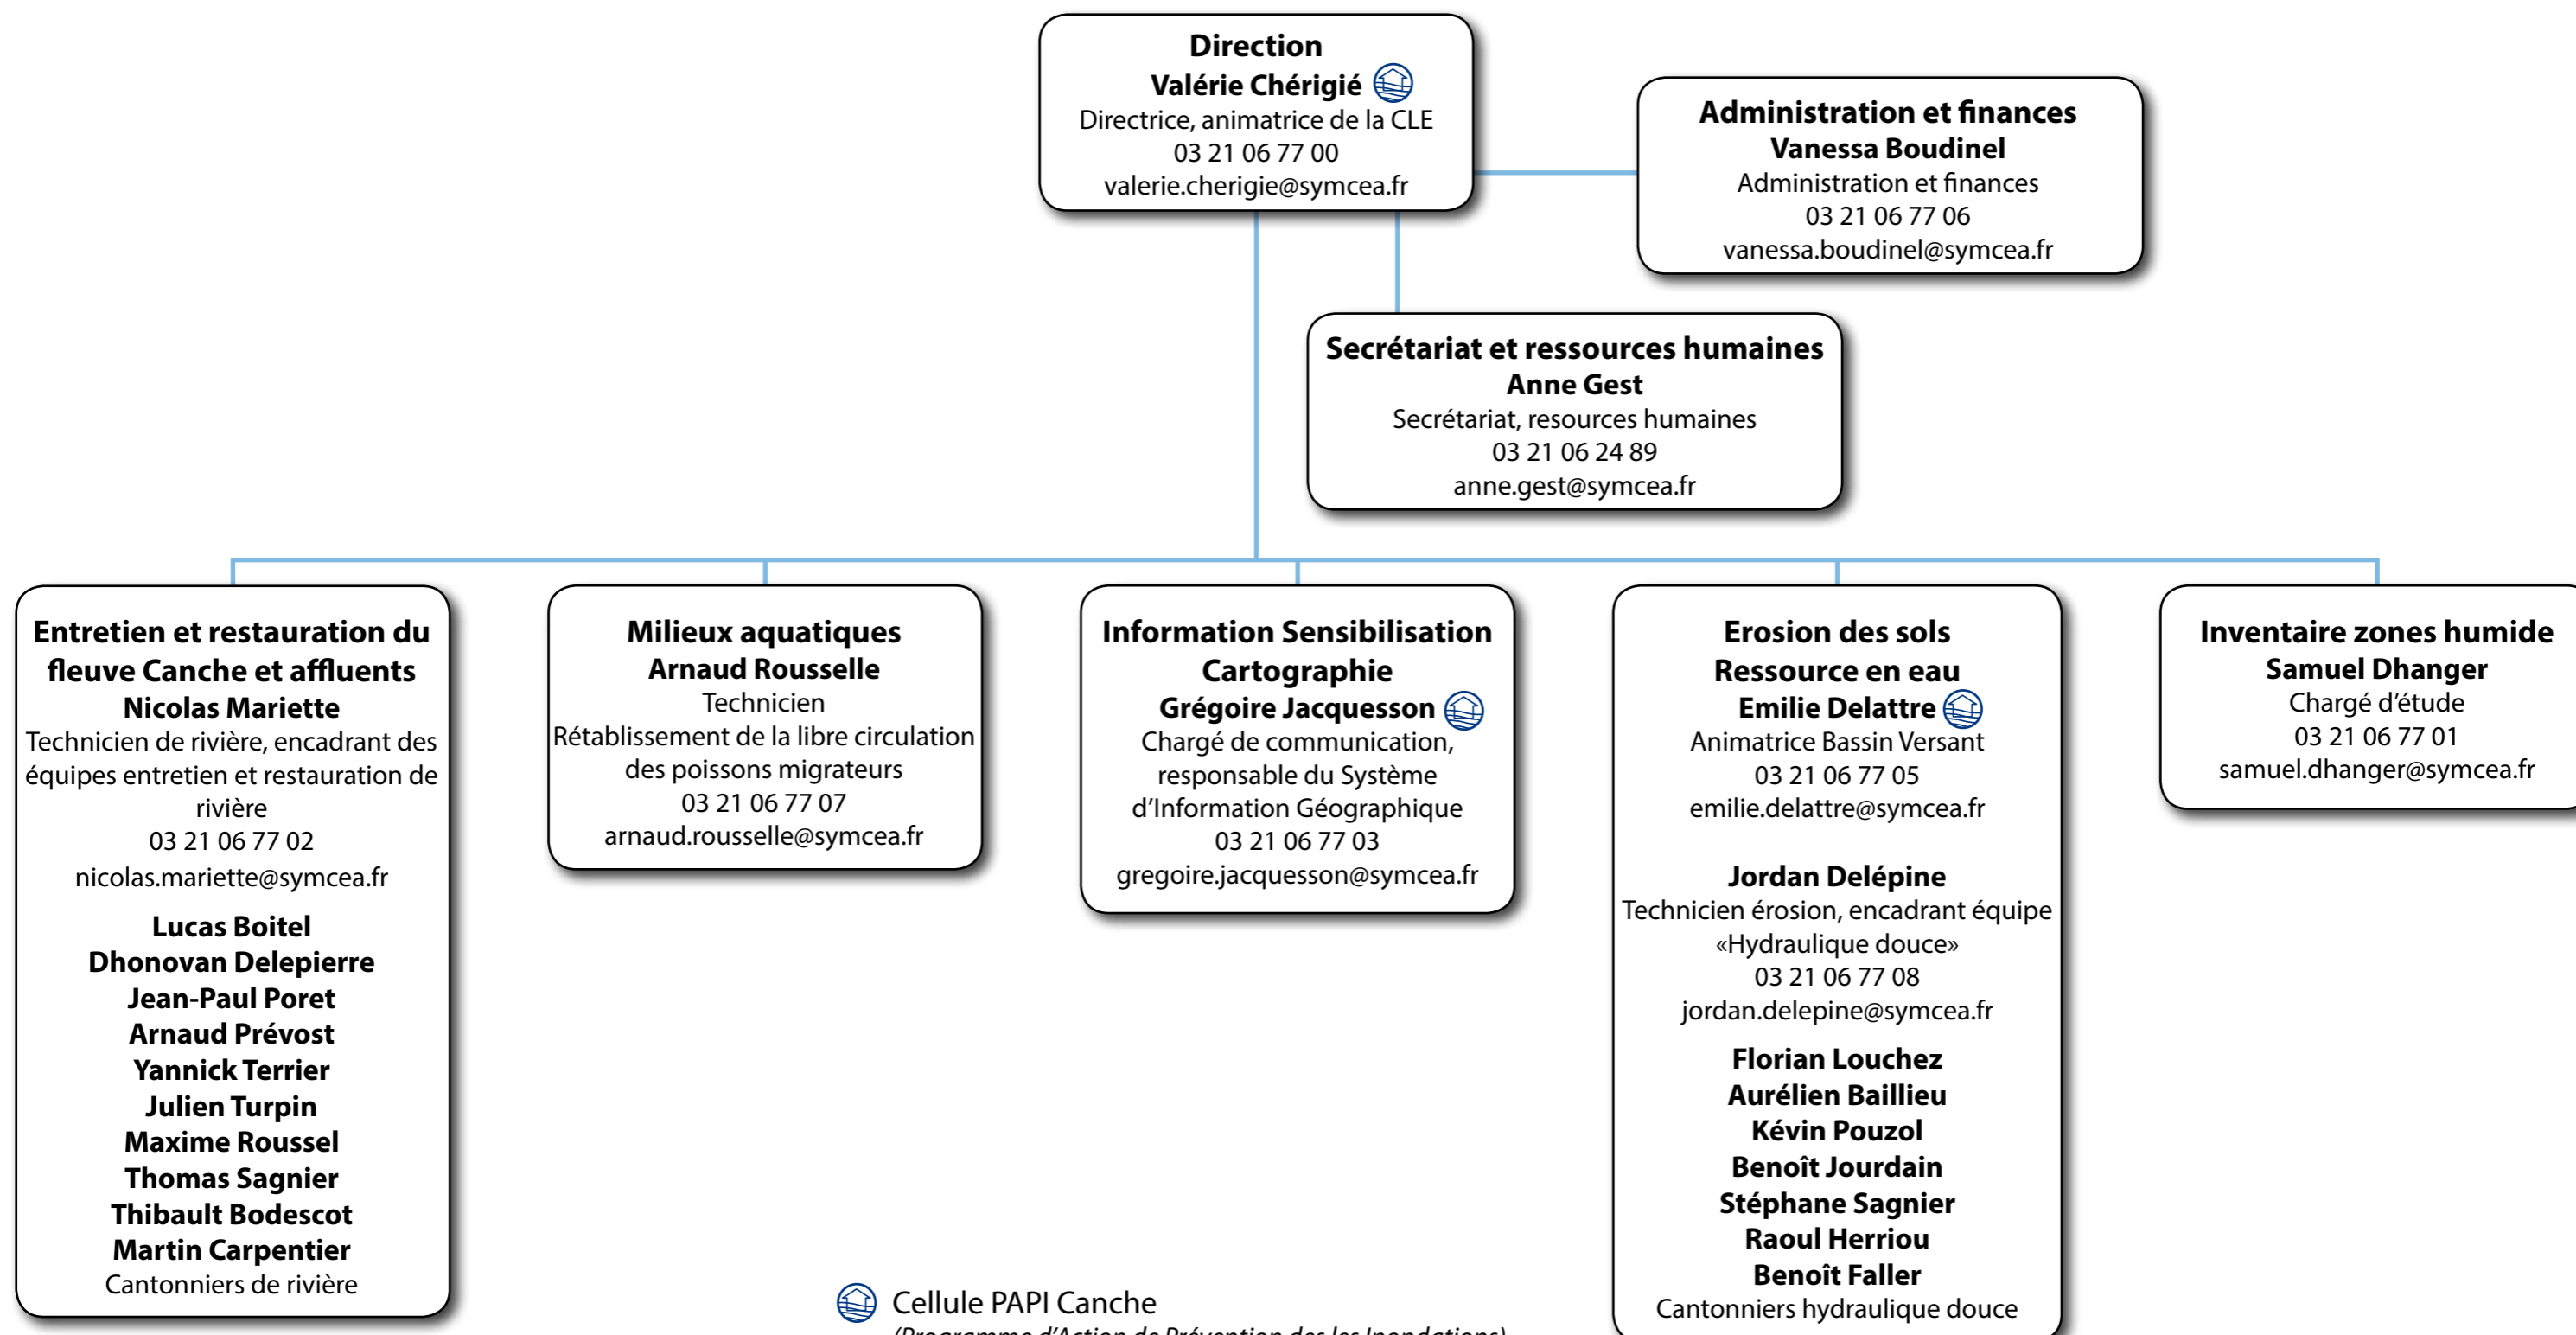 Direction
Valérie Chérigié
Directrice, animatrice de la CLE
03 21 06 77 00
valerie.cherigie@symcea.fr
Administration et finances
Vanessa Boudinel
Administration et finances
03 21 06 77 06
vanessa.boudinel@symcea.fr
Secrétariat et ressources humaines
Anne Gest
Secrétariat, resources humaines
03 21 06 24 89
anne.gest@symcea.fr
Entretien et restauration du
fleuve Canche et affluents
Nicolas Mariette
Technicien de rivière, encadrant des
équipes entretien et restauration de
rivière
03 21 06 77 02
nicolas.mariette@symcea.fr
Lucas Boitel
Dhonovan Delepierre
Jean-Paul Poret
Arnaud Prévost
Yannick Terrier
Julien Turpin
Maxime Roussel
Thomas Sagnier
Thibault Bodescot
Martin Carpentier
Cantonniers de rivière
Milieux aquatiques
Arnaud Rousselle
Technicien
Rétablissement de la libre circulation
des poissons migrateurs
03 21 06 77 07
arnaud.rousselle@symcea.fr
Information Sensibilisation
Cartographie
Grégoire Jacquesson
Chargé de communication,
responsable du Système
d'Information Géographique
03 21 06 77 03
gregoire.jacquesson@symcea.fr
Erosion des sols
Ressource en eau
Emilie Delattre
Animatrice Bassin Versant
03 21 06 77 05
emilie.delattre@symcea.fr
Jordan Delépine
Technicien érosion, encadrant équipe
«Hydraulique douce»
03 21 06 77 08
jordan.delepine@symcea.fr
Florian Louchez
Aurélien Baillieu
Kévin Pouzol
Benoît Jourdain
Stéphane Sagnier
Raoul Herriou
Benoît Faller
Cantonniers hydraulique douce
Inventaire zones humide
Samuel Dhanger
Chargé d'étude
03 21 06 77 01
samuel.dhanger@symcea.fr
Cellule PAPI Canche
(Programme d'Action de Prévention des les Inondations)